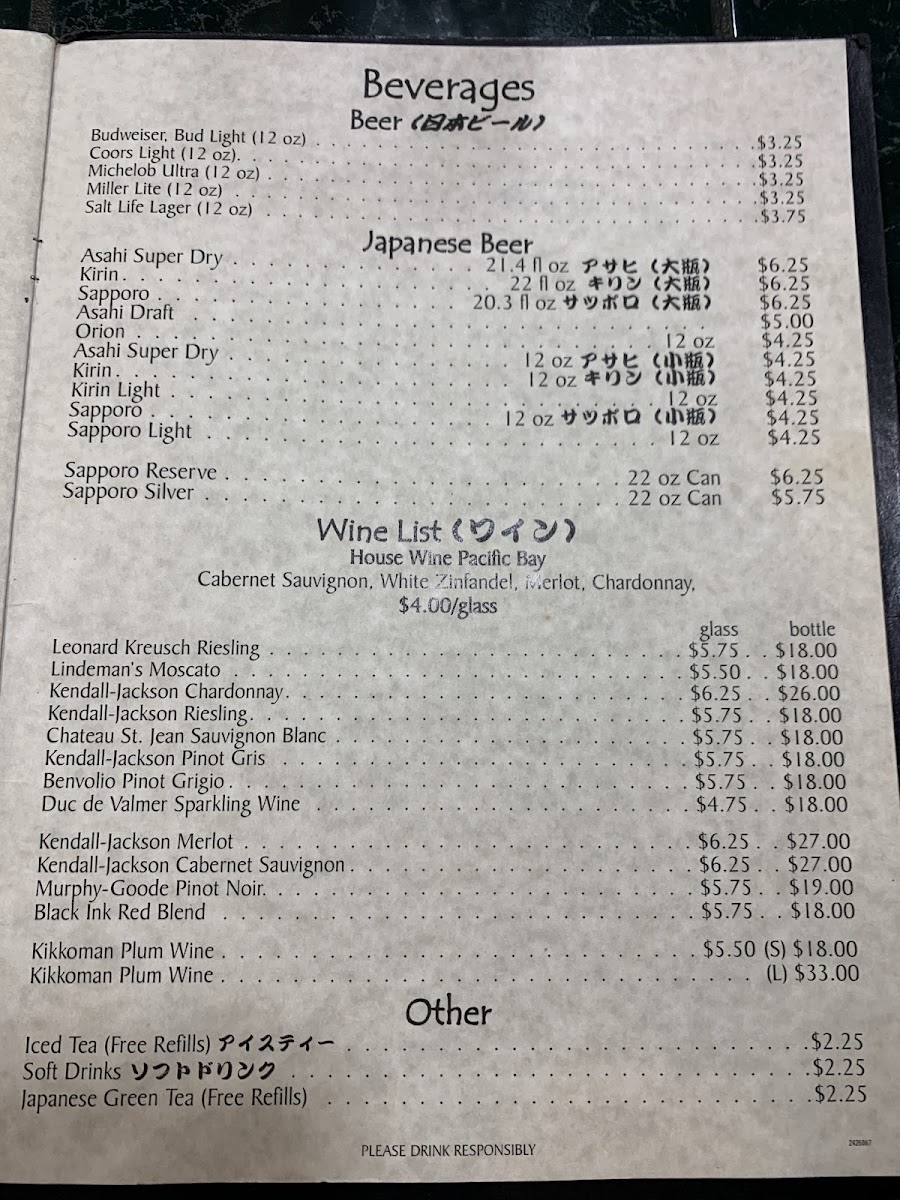 Beverages
Beer (日本ビール)
Budweiser, Bud Light (12 oz) . . . . . . . . . . $3.25
Coors Light (12 oz). . . . . . . . . . $3.25
Michelob Ultra (12 oz) . . . . . . . . . . $3.25
Miller Lite (12 oz) . . . . . . . . . . $3.25
Salt Life Lager (12 oz) . . . . . . . . . . $3.75
Japanese Beer
Asahi Super Dry . . . . . . . . . . 21.4 fl oz アサヒ (大瓶) $6.25
Kirin . . . . . . . . . . 22 fl oz キリン (大瓶) $6.25
Sapporo . . . . . . . . . . 20.3 fl oz サッポロ (大瓶) $6.25
Asahi Draft . . . . . . . . . . $5.00
Orion . . . . . . . . . . 12 oz $4.25
Asahi Super Dry . . . . . . . . . . 12 oz アサヒ (小瓶) $4.25
Kirin . . . . . . . . . . 12 oz キリン (小瓶) $4.25
Kirin Light . . . . . . . . . . 12 oz $4.25
Sapporo . . . . . . . . . . 12 oz サッポロ (小瓶) $4.25
Sapporo Light . . . . . . . . . . 12 oz $4.25
Sapporo Reserve . . . . . . . . . . 22 oz Can $6.25
Sapporo Silver . . . . . . . . . . 22 oz Can $5.75
Wine List (ワイン)
House Wine Pacific Bay
Cabernet Sauvignon, White Zinfandel, Merlot, Chardonnay,
$4.00/glass
glass bottle
Leonard Kreusch Riesling . . . . . . . . . . $5.75 . . $18.00
Lindeman's Moscato . . . . . . . . . . $5.50 . . $18.00
Kendall-Jackson Chardonnay. . . . . . . . . . $6.25 . . $26.00
Kendall-Jackson Riesling. . . . . . . . . . $5.75 . . $18.00
Chateau St. Jean Sauvignon Blanc . . . . . . . . . . $5.75 . . $18.00
Kendall-Jackson Pinot Gris . . . . . . . . . . $5.75 . . $18.00
Benvolio Pinot Grigio . . . . . . . . . . $5.75 . . $18.00
Duc de Valmer Sparkling Wine . . . . . . . . . . $4.75 . . $18.00
Kendall-Jackson Merlot . . . . . . . . . . $6.25 . . $27.00
Kendall-Jackson Cabernet Sauvignon . . . . . . . . . . $6.25 . . $27.00
Murphy-Goode Pinot Noir. . . . . . . . . . $5.75 . . $19.00
Black Ink Red Blend . . . . . . . . . . $5.75 . . $18.00
Kikkoman Plum Wine . . . . . . . . . . $5.50 (S) $18.00
Kikkoman Plum Wine . . . . . . . . . . (L) $33.00
Other
Iced Tea (Free Refills) アイスティー . . . . . . . . . . $2.25
Soft Drinks ソフトドリンク . . . . . . . . . . $2.25
Japanese Green Tea (Free Refills) . . . . . . . . . . $2.25
PLEASE DRINK RESPONSIBLY